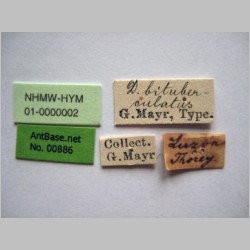 NHMW-HYM
01-0000002
D. bituber-
culatus
G. Mayr, Type.
AntBase.net
No. 00886
Collect.
G. Mayr
Luzon
Thorey.